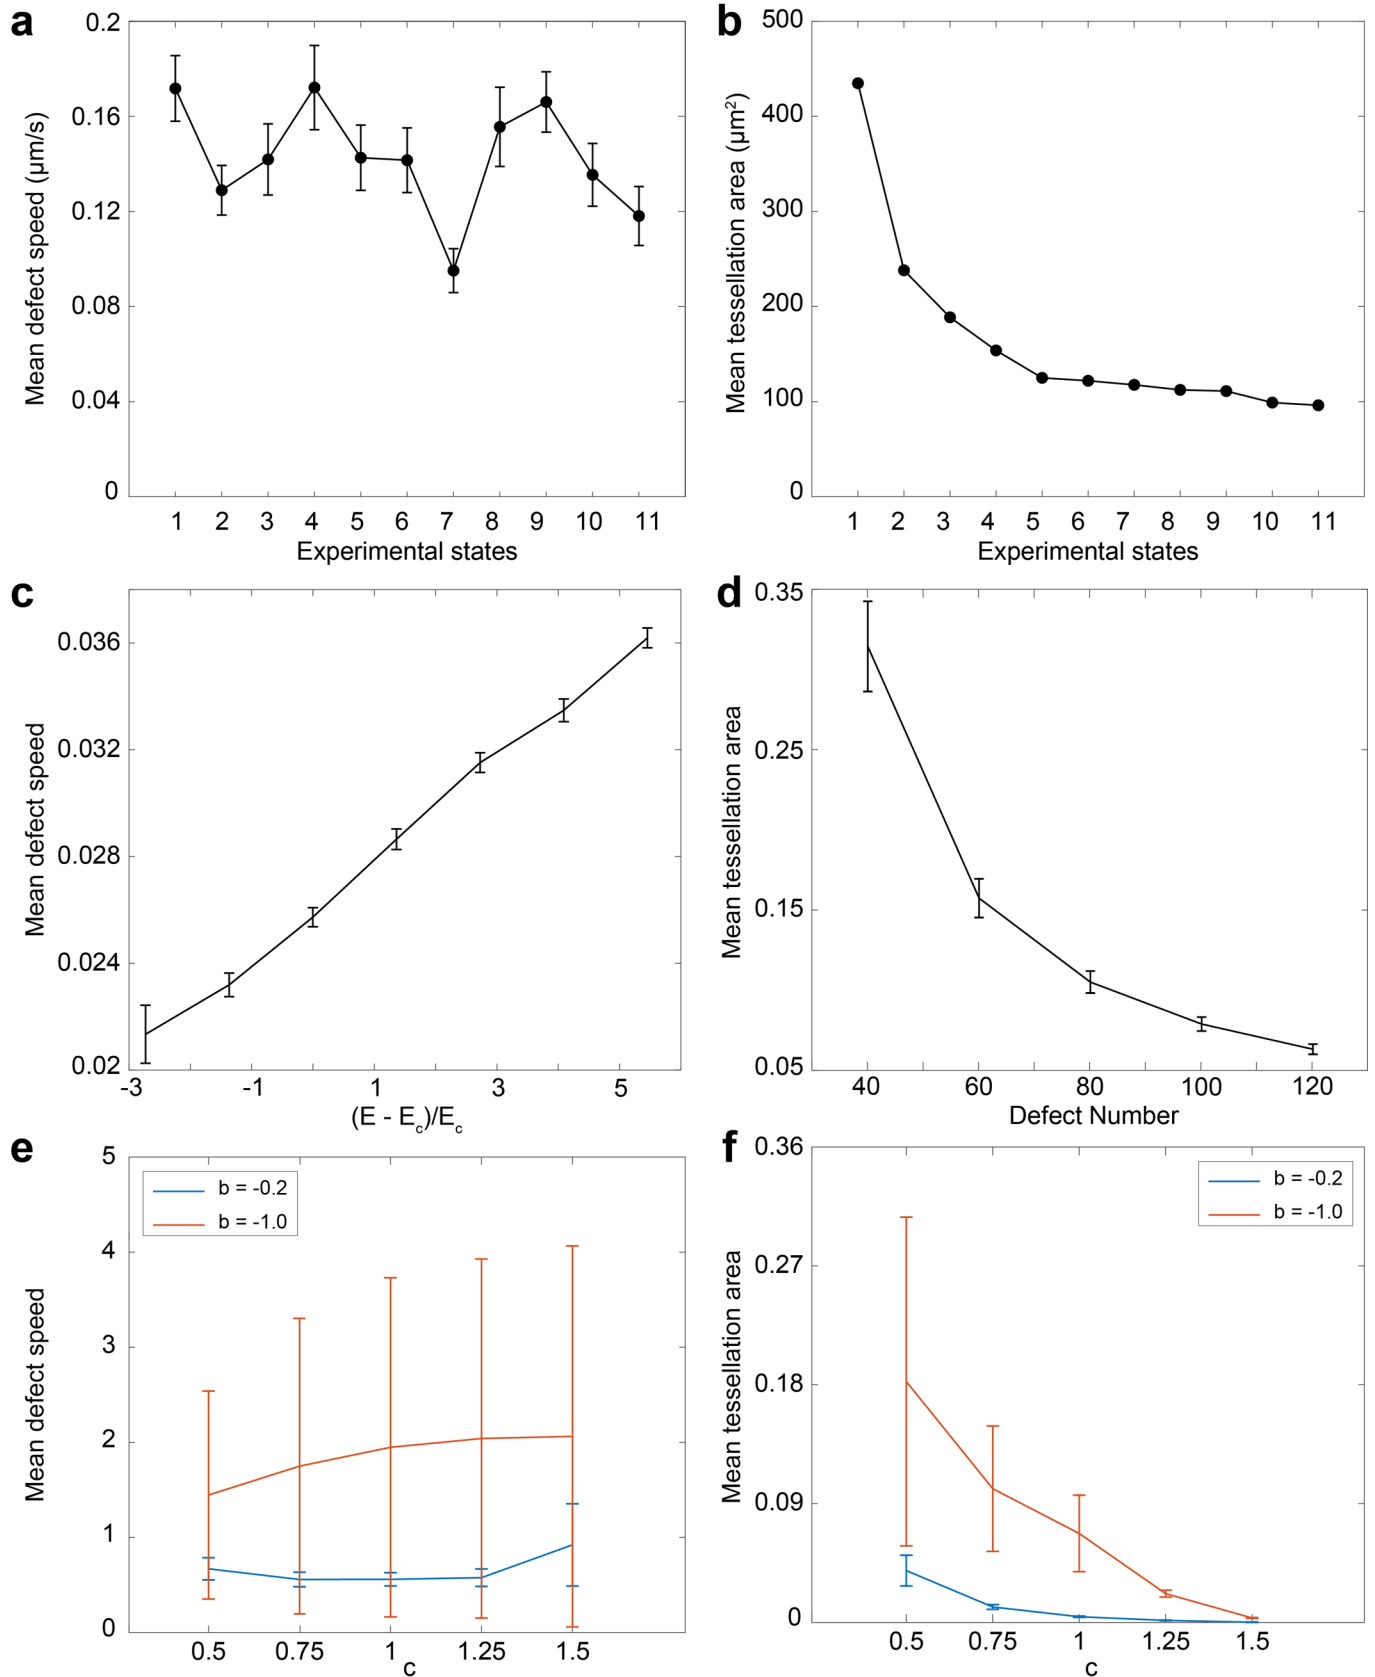 a
0.2
0.16
0.12
0.08
0.04
0
Mean defect speed (µm/s)
1 2 3 4 5 6 7 8 9 10 11
Experimental states
b
500
400
300
200
100
0
Mean tessellation area (µm²)
1 2 3 4 5 6 7 8 9 10 11
Experimental states
c
0.036
0.032
0.028
0.024
0.02
Mean defect speed
-3 -1 1 3 5
(E - E_c)/E_c
d
0.35
0.25
0.15
0.05
Mean tessellation area
40 60 80 100 120
Defect Number
e
5
4
3
2
1
0
Mean defect speed
b = -0.2
b = -1.0
0.5 0.75 1 1.25 1.5
c
f
0.36
0.27
0.18
0.09
0
Mean tessellation area
b = -0.2
b = -1.0
0.5 0.75 1 1.25 1.5
c